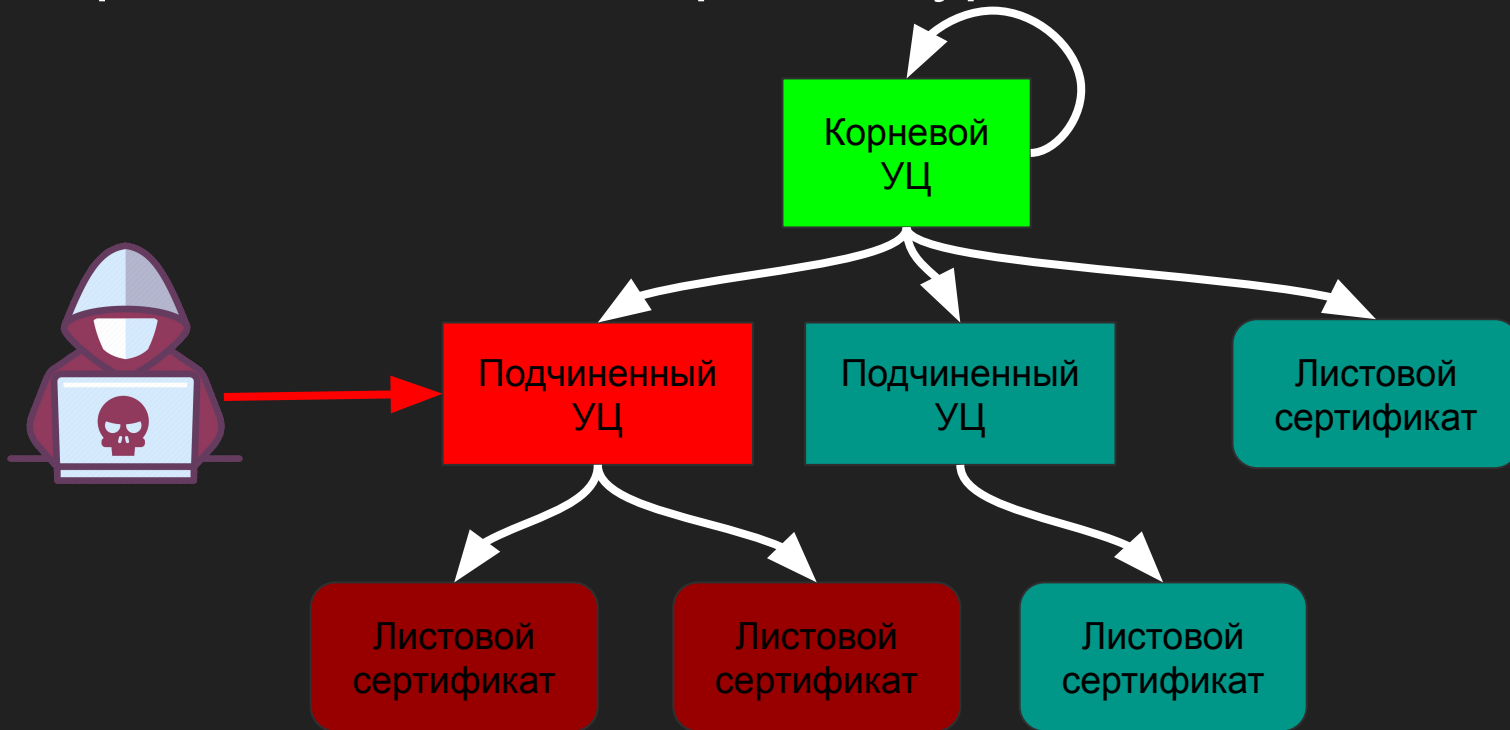 Корневой
УЦ
Подчиненный
УЦ
Подчиненный
УЦ
Листовой
сертификат
Листовой
сертификат
Листовой
сертификат
Листовой
сертификат